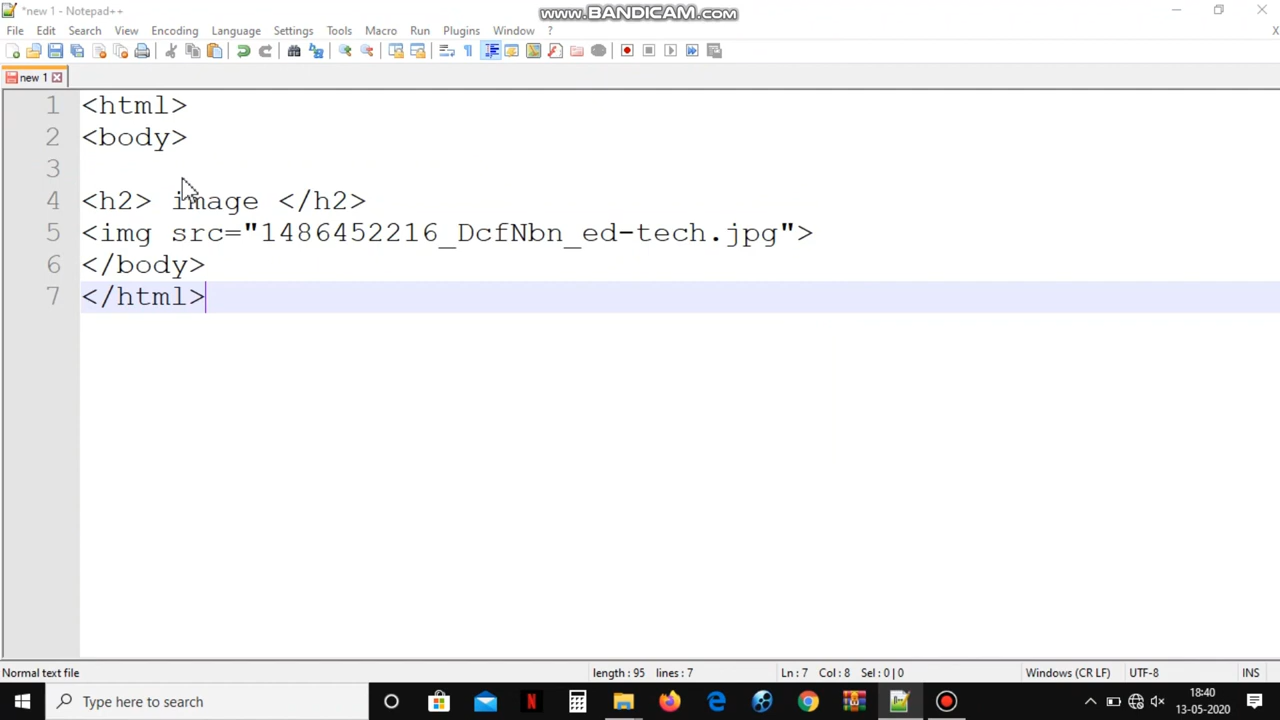 *new 1 - Notepad++
www.BANDICAM.com
File Edit Search View Encoding Language Settings Tools Macro Run Plugins Window ? X
new 1
1 <html>
2 <body>
3
4 <h2> image </h2>
5 <img src="1486452216_DcfNbn_ed-tech.jpg">
6 </body>
7 </html>
Normal text file length : 95 lines : 7 Ln : 7 Col : 8 Sel : 0 | 0 Windows (CR LF) UTF-8 INS
Type here to search
18:40
13-05-2020